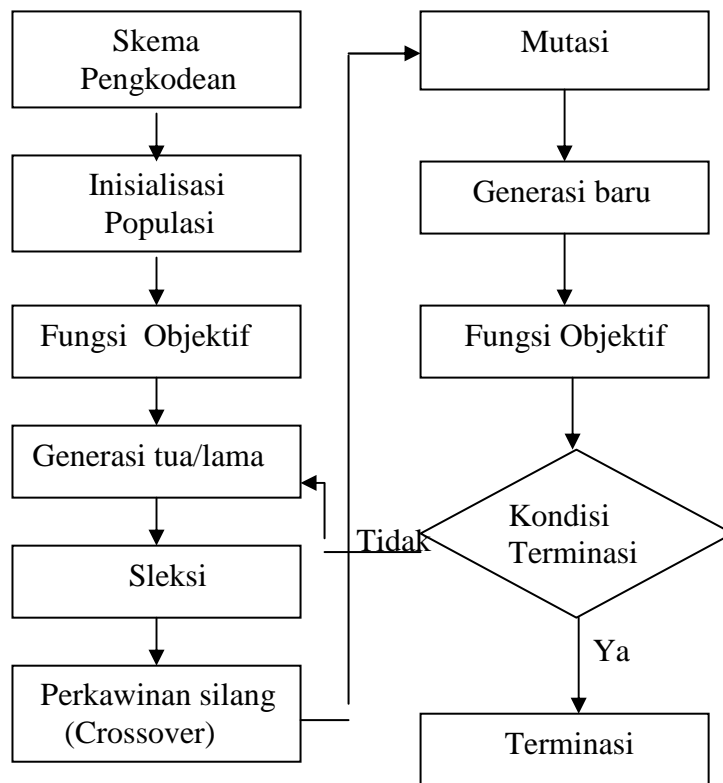 Skema
Pengkodean
Inisialisasi
Populasi
Fungsi Objektif
Generasi tua/lama
Sleksi
Perkawinan silang
(Crossover)
Mutasi
Generasi baru
Fungsi Objektif
Kondisi
Terminasi
Tidak
Ya
Terminasi